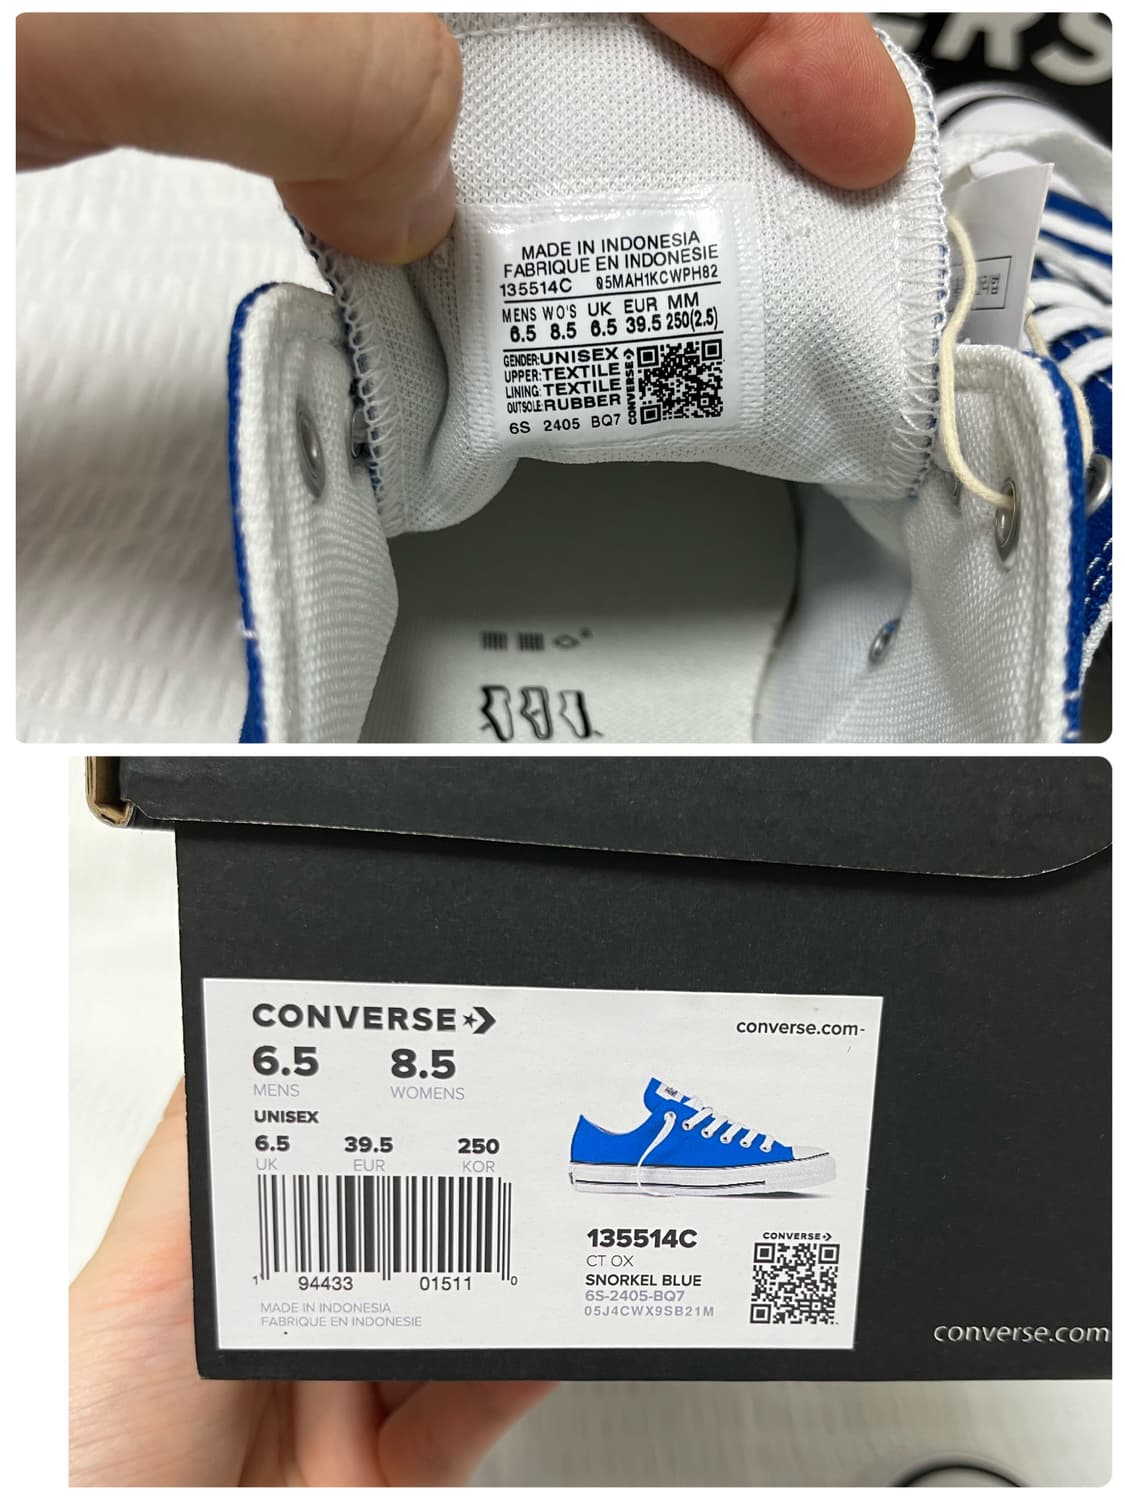 ERS
MADE IN INDONESIA
FABRIQUE EN INDONESIE
135514C 05MAH1KCWPH82
MENS WO'S UK EUR MM
6.5 8.5 6.5 39.5 250(2.5)
GENDER:UNISEX
UPPER:TEXTILE
LINING:TEXTILE
OUTSOLE:RUBBER
CONVERSE
6S 2405 BQ7
CONVERSE
converse.com-
6.5 8.5
MENS WOMENS
UNISEX
6.5 39.5 250
UK EUR KOR
1 94433 01511 0
MADE IN INDONESIA
FABRIQUE EN INDONESIE
135514C
CT OX
SNORKEL BLUE
6S-2405-BQ7
05J4CWX9SB21M
CONVERSE
converse.com